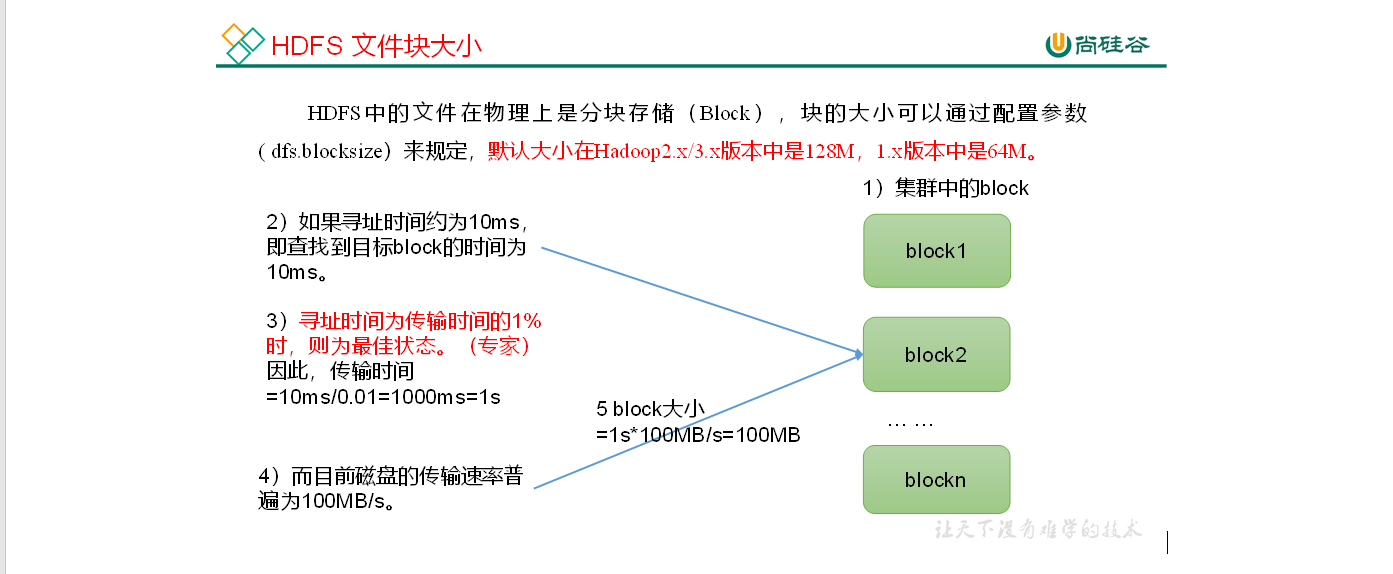 HDFS 文件块大小
尚硅谷
HDFS中的文件在物理上是分块存储（Block），块的大小可以通过配置参数
( dfs.blocksize）来规定，默认大小在Hadoop2.x/3.x版本中是128M，1.x版本中是64M。
1）集群中的block
2）如果寻址时间约为10ms，
即查找到目标block的时间为
10ms。
block1
3）寻址时间为传输时间的1%
时，则为最佳状态。（专家）
因此，传输时间
=10ms/0.01=1000ms=1s
block2
5 block大小
=1s*100MB/s=100MB
… …
4）而目前磁盘的传输速率普
遍为100MB/s。
blockn
让天下没有难学的技术